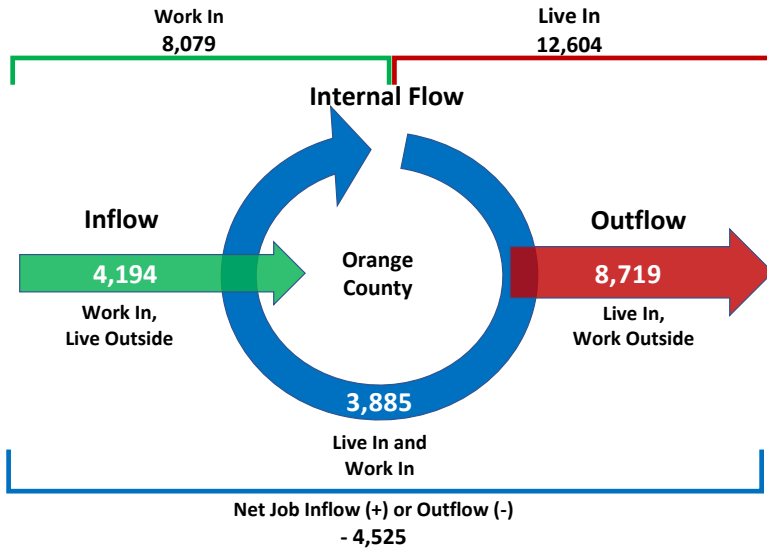 Work In
8,079
Live In
12,604
Internal Flow
Inflow
4,194
Work In,
Live Outside
Orange
County
Outflow
8,719
Live In,
Work Outside
3,885
Live In and
Work In
Net Job Inflow (+) or Outflow (-)
- 4,525